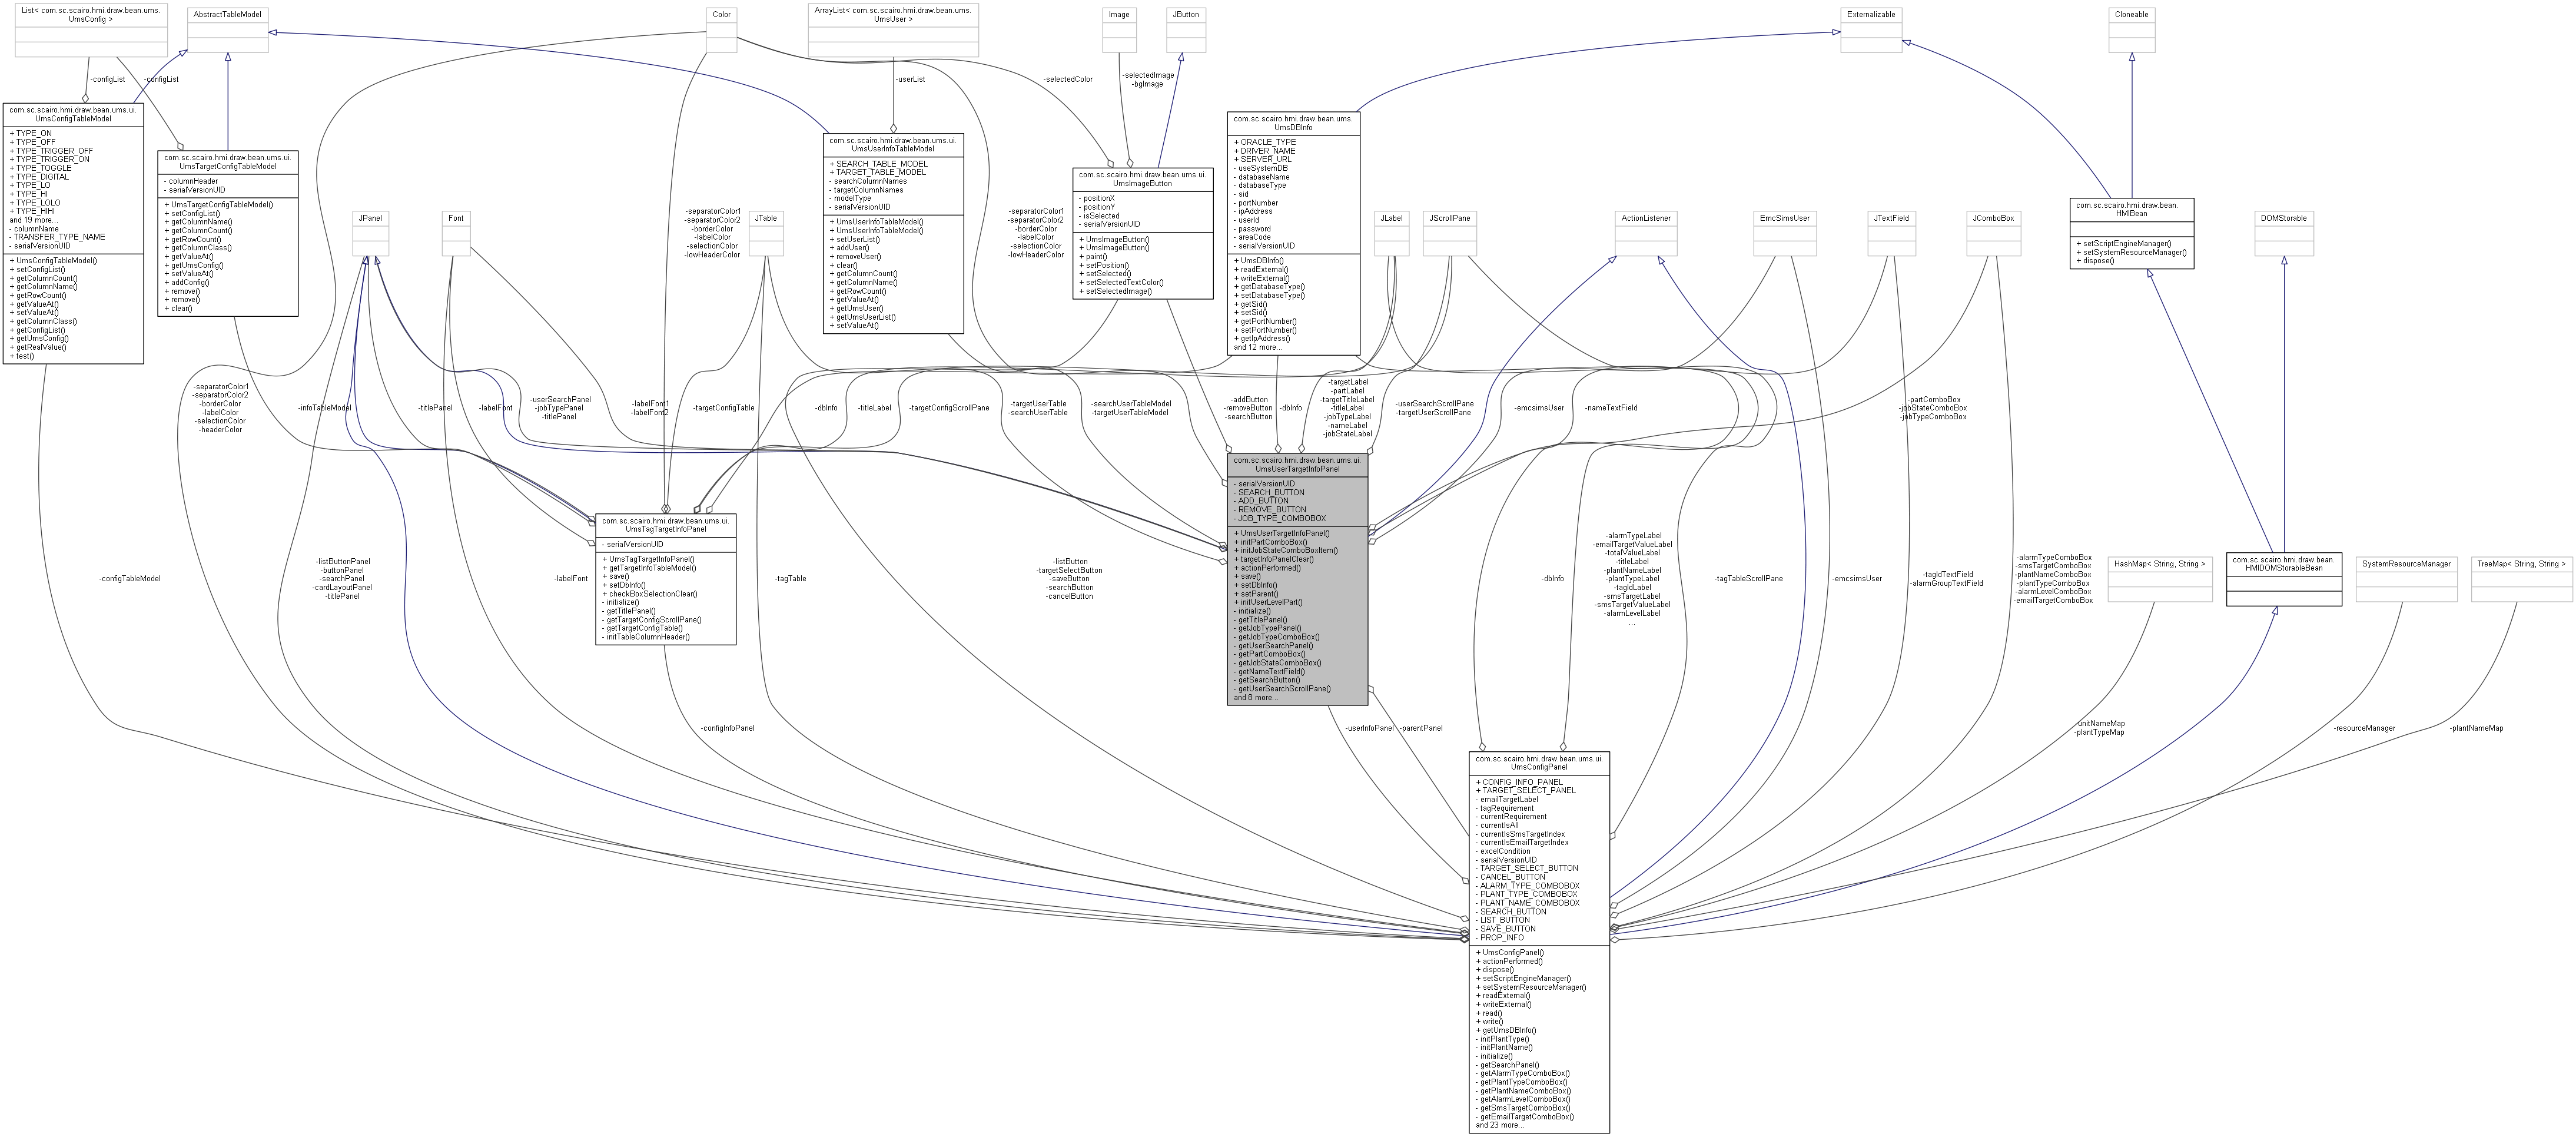 List< com.sc.scairo.hmi.draw.bean.ums.
UmsConfig >
AbstractTableModel
Color
ArrayList< com.sc.scairo.hmi.draw.bean.ums.
UmsUser >
Image
JButton
Externalizable
Cloneable
-configList
-configList
-userList
-selectedColor
-selectedImage
-bgImage
com.sc.scairo.hmi.draw.bean.ums.ui.
UmsConfigTableModel
+ TYPE_ON
+ TYPE_OFF
+ TYPE_TRIGGER_OFF
+ TYPE_TRIGGER_ON
+ TYPE_TOGGLE
+ TYPE_DIGITAL
+ TYPE_LO
+ TYPE_HI
+ TYPE_LOLO
+ TYPE_HIHI
and 19 more...
- columnName
- TRANSFER_TYPE_NAME
- serialVersionUID
+ UmsConfigTableModel()
+ setConfigList()
+ getColumnCount()
+ getColumnName()
+ getRowCount()
+ getValueAt()
+ setValueAt()
+ getColumnClass()
+ getConfigList()
+ getUmsConfig()
+ getRealValue()
+ test()
com.sc.scairo.hmi.draw.bean.ums.ui.
UmsTargetConfigTableModel
- columnHeader
- serialVersionUID
+ UmsTargetConfigTableModel()
+ setConfigList()
+ getColumnName()
+ getColumnCount()
+ getRowCount()
+ getColumnClass()
+ getValueAt()
+ getUmsConfig()
+ setValueAt()
+ addConfig()
+ remove()
+ remove()
+ clear()
com.sc.scairo.hmi.draw.bean.ums.ui.
UmsUserInfoTableModel
+ SEARCH_TABLE_MODEL
+ TARGET_TABLE_MODEL
- searchColumnNames
- targetColumnNames
- modelType
- serialVersionUID
+ UmsUserInfoTableModel()
+ UmsUserInfoTableModel()
+ setUserList()
+ addUser()
+ removeUser()
+ clear()
+ getColumnCount()
+ getColumnName()
+ getRowCount()
+ getValueAt()
+ getUmsUser()
+ getUmsUserList()
+ setValueAt()
com.sc.scairo.hmi.draw.bean.ums.ui.
UmsImageButton
- positionX
- positionY
- isSelected
- serialVersionUID
+ UmsImageButton()
+ UmsImageButton()
+ paint()
+ setPosition()
+ setSelected()
+ setSelectedTextColor()
+ setSelectedImage()
com.sc.scairo.hmi.draw.bean.ums.
UmsDBInfo
+ ORACLE_TYPE
+ DRIVER_NAME
+ SERVER_URL
- useSystemDB
- databaseName
- databaseType
- sid
- portNumber
- ipAddress
- userId
- password
- areaCode
- serialVersionUID
+ UmsDBInfo()
+ readExternal()
+ writeExternal()
+ getDatabaseType()
+ setDatabaseType()
+ getSid()
+ setSid()
+ getPortNumber()
+ setPortNumber()
+ getIpAddress()
and 12 more...
com.sc.scairo.hmi.draw.bean.
HMIBean
+ setScriptEngineManager()
+ setSystemResourceManager()
+ dispose()
JPanel
Font
-separatorColor1
-separatorColor2
-borderColor
-labelColor
-selectionColor
-lowHeaderColor
JTable
-separatorColor1
-separatorColor2
-borderColor
-labelColor
-selectionColor
-lowHeaderColor
JLabel
JScrollPane
ActionListener
EmcSimsUser
JTextField
JComboBox
DOMStorable
-separatorColor1
-separatorColor2
-borderColor
-labelColor
-selectionColor
-headerColor
-infoTableModel
-titlePanel
-labelFont
-userSearchPanel
-jobTypePanel
-titlePanel
-labelFont1
-labelFont2
-targetConfigTable
-dbInfo
-titleLabel
-targetConfigScrollPane
-targetUserTable
-searchUserTable
-searchUserTableModel
-targetUserTableModel
-addButton
-removeButton
-searchButton
-dbInfo
-targetLabel
-partLabel
-targetTitleLabel
-titleLabel
-jobTypeLabel
-nameLabel
-jobStateLabel
-userSearchScrollPane
-targetUserScrollPane
-emcsimsUser
-nameTextField
-partComboBox
-jobStateComboBox
-jobTypeComboBox
com.sc.scairo.hmi.draw.bean.ums.ui.
UmsUserTargetInfoPanel
- serialVersionUID
- SEARCH_BUTTON
- ADD_BUTTON
- REMOVE_BUTTON
- JOB_TYPE_COMBOBOX
+ UmsUserTargetInfoPanel()
+ initPartComboBox()
+ initJobStateComboBoxItem()
+ targetInfoPanelClear()
+ actionPerformed()
+ save()
+ setDbInfo()
+ setParent()
+ initUserLevelPart()
- initialize()
- getTitlePanel()
- getJobTypePanel()
- getJobTypeComboBox()
- getUserSearchPanel()
- getPartComboBox()
- getJobStateComboBox()
- getNameTextField()
- getSearchButton()
- getUserSearchScrollPane()
and 8 more...
com.sc.scairo.hmi.draw.bean.ums.ui.
UmsTagTargetInfoPanel
- serialVersionUID
+ UmsTagTargetInfoPanel()
+ getTargetInfoTableModel()
+ save()
+ setDbInfo()
+ checkBoxSelectionClear()
- initialize()
- getTitlePanel()
- getTargetConfigScrollPane()
- getTargetConfigTable()
- initTableColumnHeader()
-configTableModel
-listButtonPanel
-buttonPanel
-searchPanel
-cardLayoutPanel
-titlePanel
-labelFont
-tagTable
-listButton
-targetSelectButton
-saveButton
-searchButton
-cancelButton
-dbInfo
-alarmTypeLabel
-emailTargetValueLabel
-totalValueLabel
-titleLabel
-plantNameLabel
-plantTypeLabel
-tagIdLabel
-smsTargetLabel
-smsTargetValueLabel
-alarmLevelLabel
...
-tagTableScrollPane
-emcsimsUser
-tagIdTextField
-alarmGroupTextField
-alarmTypeComboBox
-smsTargetComboBox
-plantNameComboBox
-plantTypeComboBox
-alarmLevelComboBox
-emailTargetComboBox
HashMap< String, String >
com.sc.scairo.hmi.draw.bean.
HMIDOMStorableBean
SystemResourceManager
TreeMap< String, String >
-configInfoPanel
-userInfoPanel
-parentPanel
-unitNameMap
-plantTypeMap
-resourceManager
-plantNameMap
com.sc.scairo.hmi.draw.bean.ums.ui.
UmsConfigPanel
+ CONFIG_INFO_PANEL
+ TARGET_SELECT_PANEL
- emailTargetLabel
- tagRequirement
- currentRequirement
- currentIsAll
- currentIsSmsTargetIndex
- currentIsEmailTargetIndex
- excelCondition
- serialVersionUID
- TARGET_SELECT_BUTTON
- CANCEL_BUTTON
- ALARM_TYPE_COMBOBOX
- PLANT_TYPE_COMBOBOX
- PLANT_NAME_COMBOBOX
- SEARCH_BUTTON
- LIST_BUTTON
- SAVE_BUTTON
- PROP_INFO
+ UmsConfigPanel()
+ actionPerformed()
+ dispose()
+ setScriptEngineManager()
+ setSystemResourceManager()
+ readExternal()
+ writeExternal()
+ read()
+ write()
+ getUmsDBInfo()
- initPlantType()
- initPlantName()
- initialize()
- getSearchPanel()
- getAlarmTypeComboBox()
- getPlantTypeComboBox()
- getPlantNameComboBox()
- getAlarmLevelComboBox()
- getSmsTargetComboBox()
- getEmailTargetComboBox()
and 23 more...